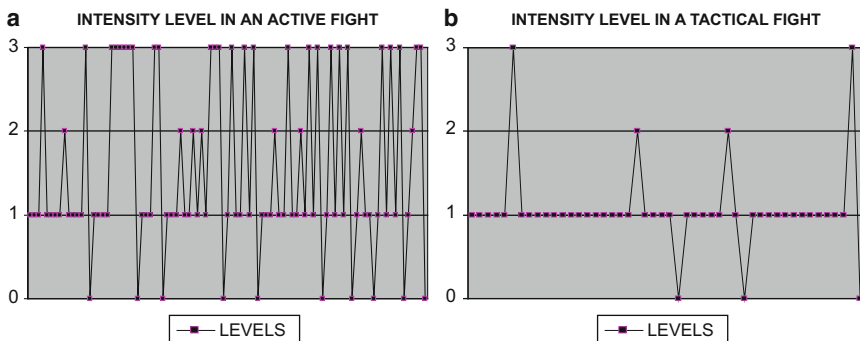 a INTENSITY LEVEL IN AN ACTIVE FIGHT
3
2
1
0
LEVELS
b INTENSITY LEVEL IN A TACTICAL FIGHT
3
2
1
0
LEVELS